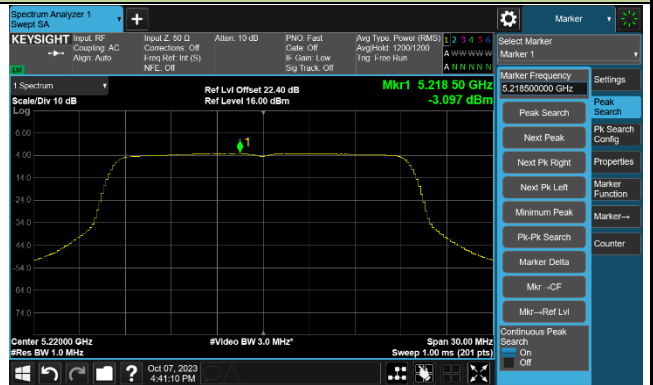 Spectrum Analyzer 1
Swept SA
Marker
KEYSIGHT
Input: RF
Coupling: AC
Align: Auto
Input Z: 50 Ω
Corrections: Off
Freq Ref: Int (S)
NFE: Off
Atten: 10 dB
PNO: Fast
Gate: Off
IF Gain: Low
Sig Track: Off
Avg Type: Power (RMS)
Avg|Hold: 1200/1200
Trig: Free Run
1 2 3 4 5 6
A W W W W W
A N N N N N
LU
Select Marker
Marker 1
1 Spectrum
Scale/Div 10 dB
Log
Ref Lvl Offset 22.40 dB
Ref Level 16.00 dBm
Mkr1 5.218 50 GHz
-3.097 dBm
1
6.00
-4.00
-14.0
-24.0
-34.0
-44.0
-54.0
-64.0
-74.0
Center 5.22000 GHz
#Res BW 1.0 MHz
#Video BW 3.0 MHz*
Span 30.00 MHz
Sweep 1.00 ms (201 pts)
Marker Frequency
5.218500000 GHz
Peak Search
Next Peak
Next Pk Right
Next Pk Left
Minimum Peak
Pk-Pk Search
Marker Delta
Mkr→CF
Mkr→Ref Lvl
Continuous Peak
Search
On
Off
Settings
Peak
Search
Pk Search
Config
Properties
Marker
Function
Marker→
Counter
?
Oct 07, 2023
4:41:10 PM